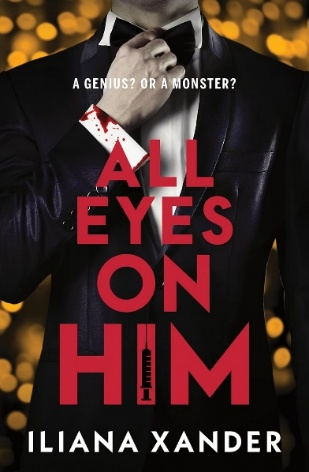 A GENIUS? OR A MONSTER?
ALL
EYES
ON
HIM
ILIANA XANDER